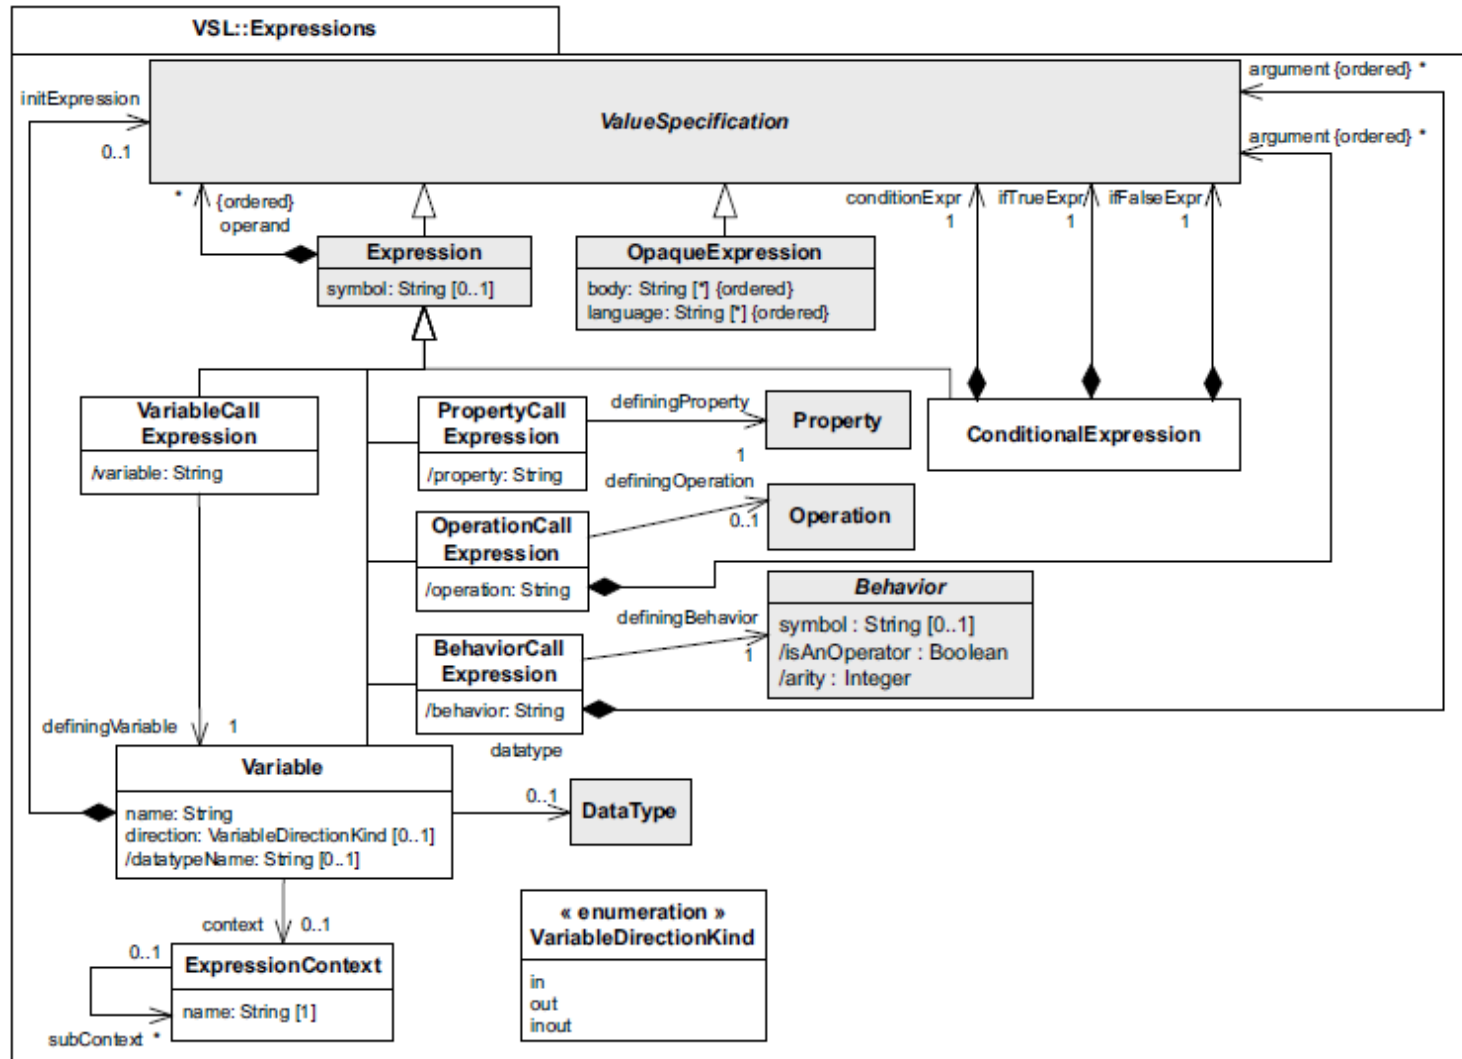 VSL::Expressions
initExpression
0..1
ValueSpecification
argument {ordered} *
argument {ordered} *
* {ordered}
operand
conditionExpr
1
ifTrueExpr
1
ifFalseExpr
1
Expression
symbol: String [0..1]
OpaqueExpression
body: String [*] {ordered}
language: String [*] {ordered}
VariableCall
Expression
/variable: String
PropertyCall
Expression
/property: String
definingProperty
1
Property
ConditionalExpression
OperationCall
Expression
/operation: String
definingOperation
0..1
Operation
BehaviorCall
Expression
/behavior: String
definingBehavior
1
Behavior
symbol : String [0..1]
/isAnOperator : Boolean
/arity : Integer
definingVariable
1
Variable
name: String
direction: VariableDirectionKind [0..1]
/datatypeName: String [0..1]
datatype
0..1
DataType
context
0..1
0..1
ExpressionContext
name: String [1]
subContext *
« enumeration »
VariableDirectionKind
in
out
inout